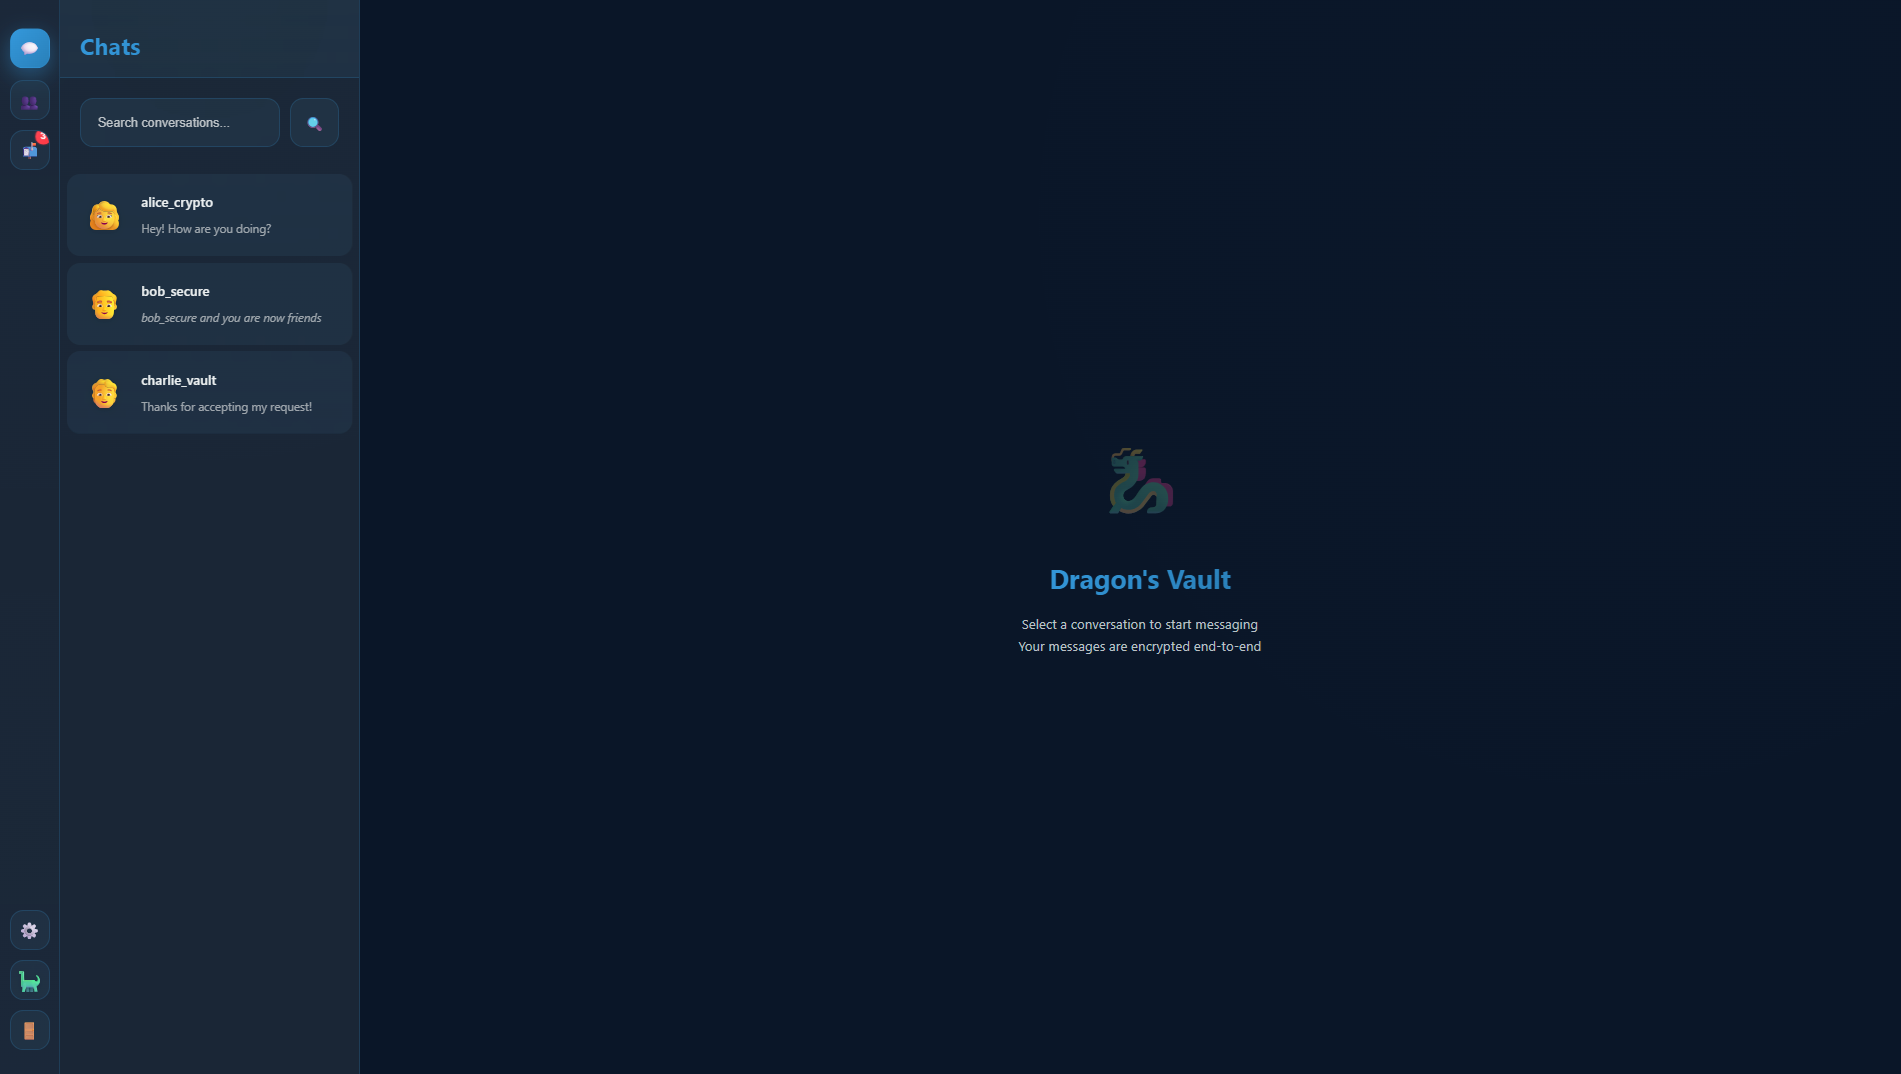 Chats
3
Search conversations...
alice_crypto
Hey! How are you doing?
bob_secure
bob_secure and you are now friends
charlie_vault
Thanks for accepting my request!
Dragon's Vault
Select a conversation to start messaging
Your messages are encrypted end-to-end